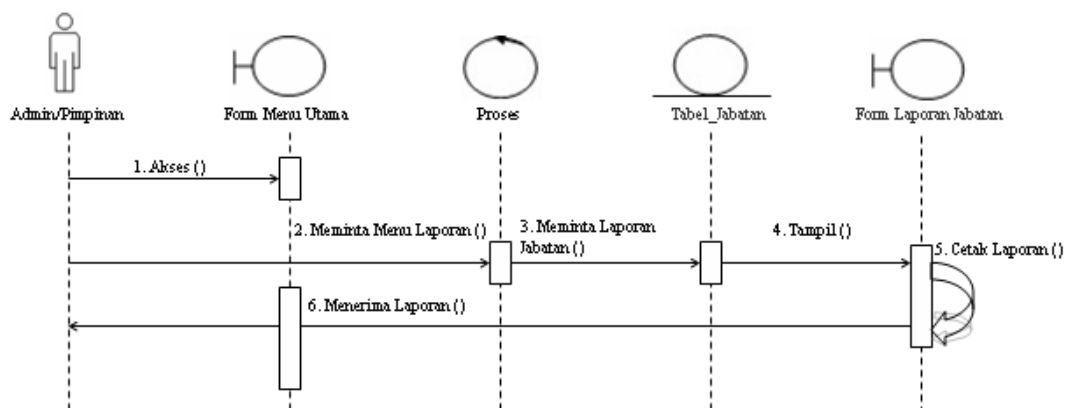 Admin/Pimpinan
Form Menu Utama
Proses
Tabel_Jabatan
Form Laporan Jabatan
1. Akses ()
2. Meminta Menu Laporan ()
3. Meminta Laporan
Jabatan ()
4. Tampil ()
5. Cetak Laporan ()
6. Menerima Laporan ()